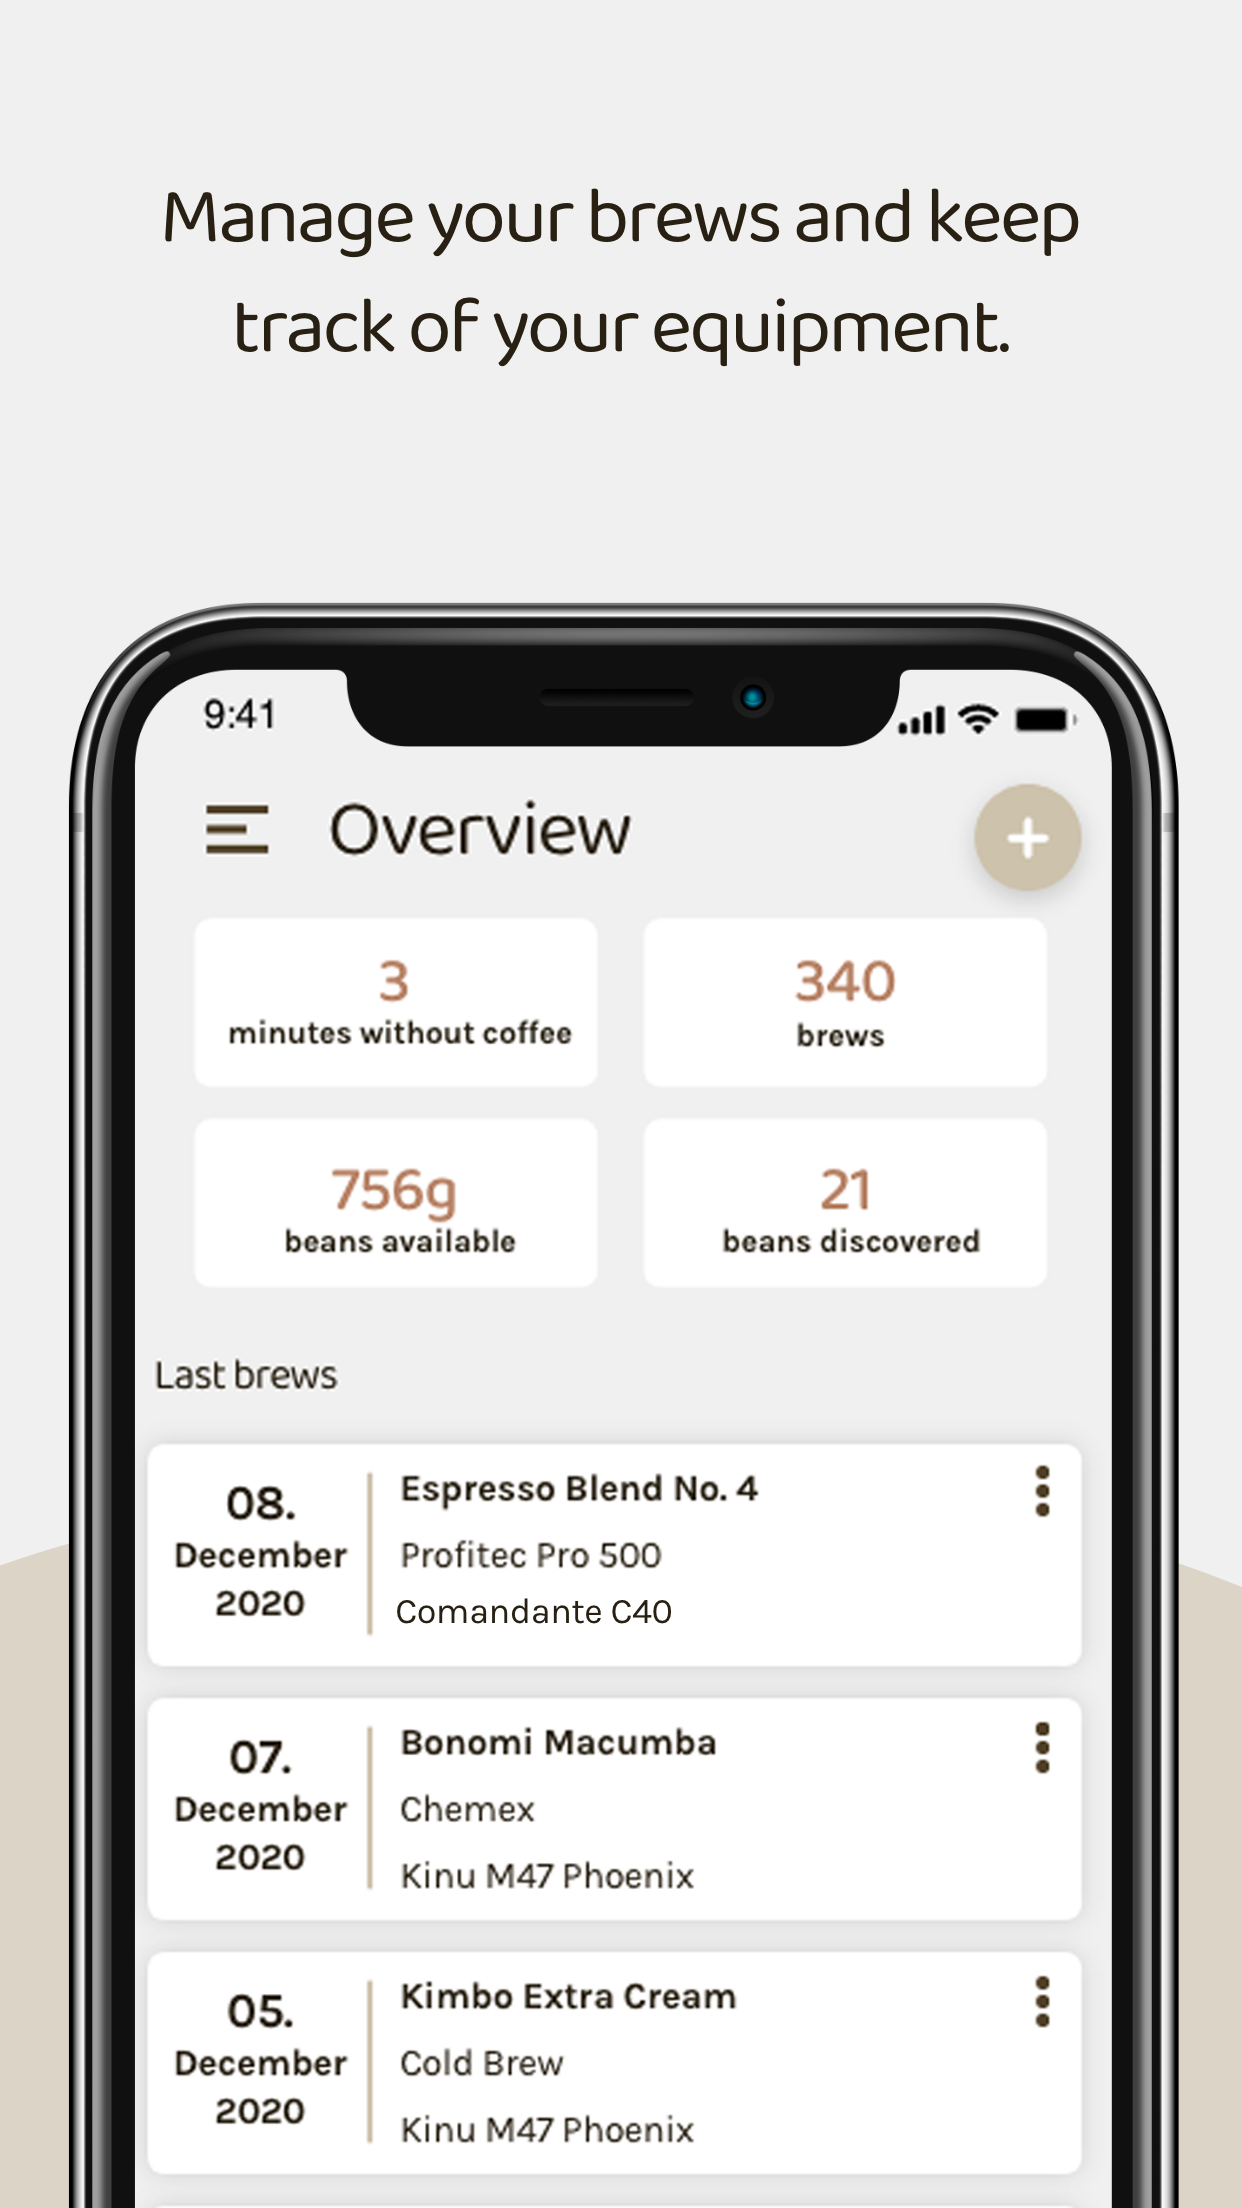 Manage your brews and keep
track of your equipment.
9:41
Overview
3
minutes without coffee
340
brews
756g
beans available
21
beans discovered
Last brews
08.
December
2020
Espresso Blend No. 4
Profitec Pro 500
Comandante C40
07.
December
2020
Bonomi Macumba
Chemex
Kinu M47 Phoenix
05.
December
2020
Kimbo Extra Cream
Cold Brew
Kinu M47 Phoenix